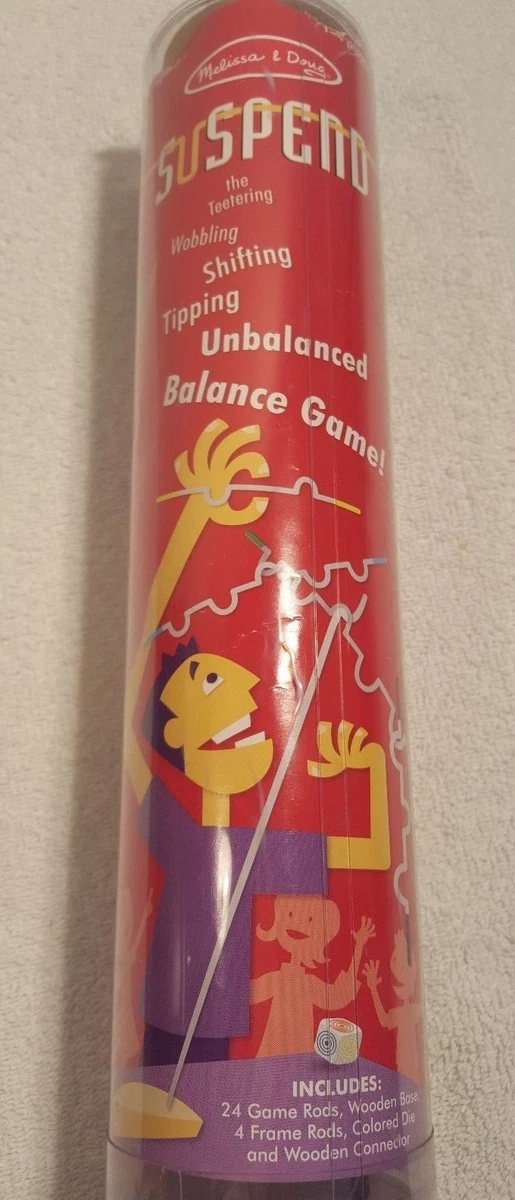 Melissa & Doug
SUSPEND
the
Teetering
Wobbling
Shifting
Tipping
Unbalanced
Balance Game!
INCLUDES:
24 Game Rods, Wooden Base,
4 Frame Rods, Colored Die
and Wooden Connector